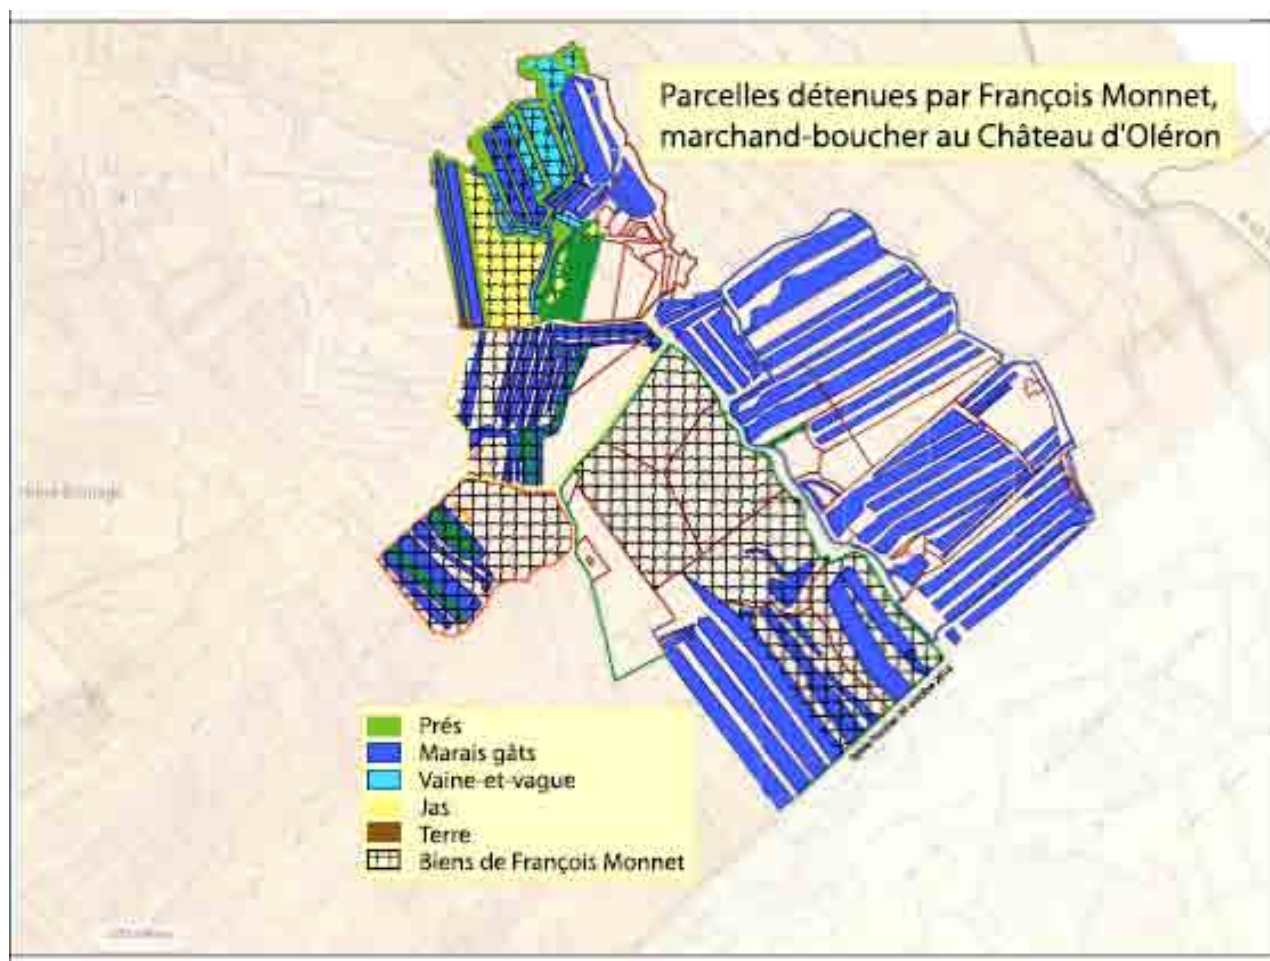 Parcelles détenues par François Monnet,
marchand-boucher au Château d'Oléron
Prés
Marais gâts
Vaine-et-vague
Jas
Terre
Biens de François Monnet